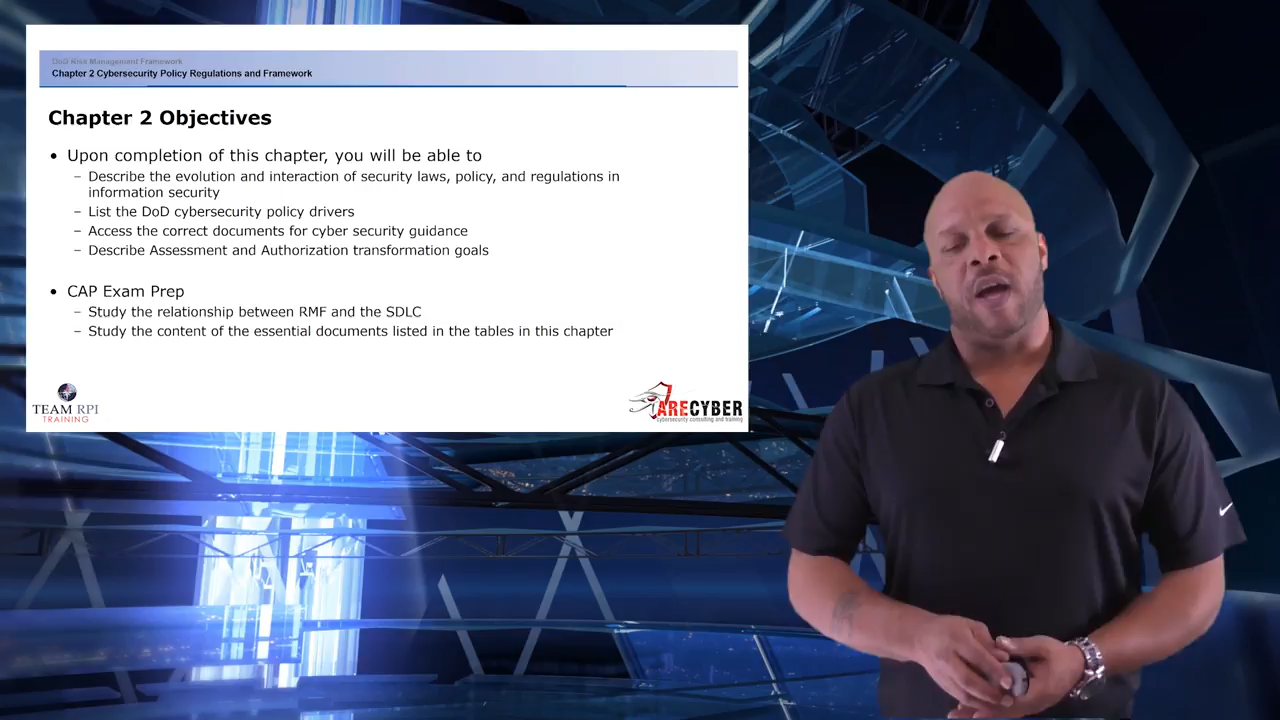 DoD Risk Management Framework
Chapter 2 Cybersecurity Policy Regulations and Framework
Chapter 2 Objectives
• Upon completion of this chapter, you will be able to
– Describe the evolution and interaction of security laws, policy, and regulations in
information security
– List the DoD cybersecurity policy drivers
– Access the correct documents for cyber security guidance
– Describe Assessment and Authorization transformation goals
• CAP Exam Prep
– Study the relationship between RMF and the SDLC
– Study the content of the essential documents listed in the tables in this chapter
TEAM RPI
TRAINING
ARECYBER
cybersecurity consulting and training